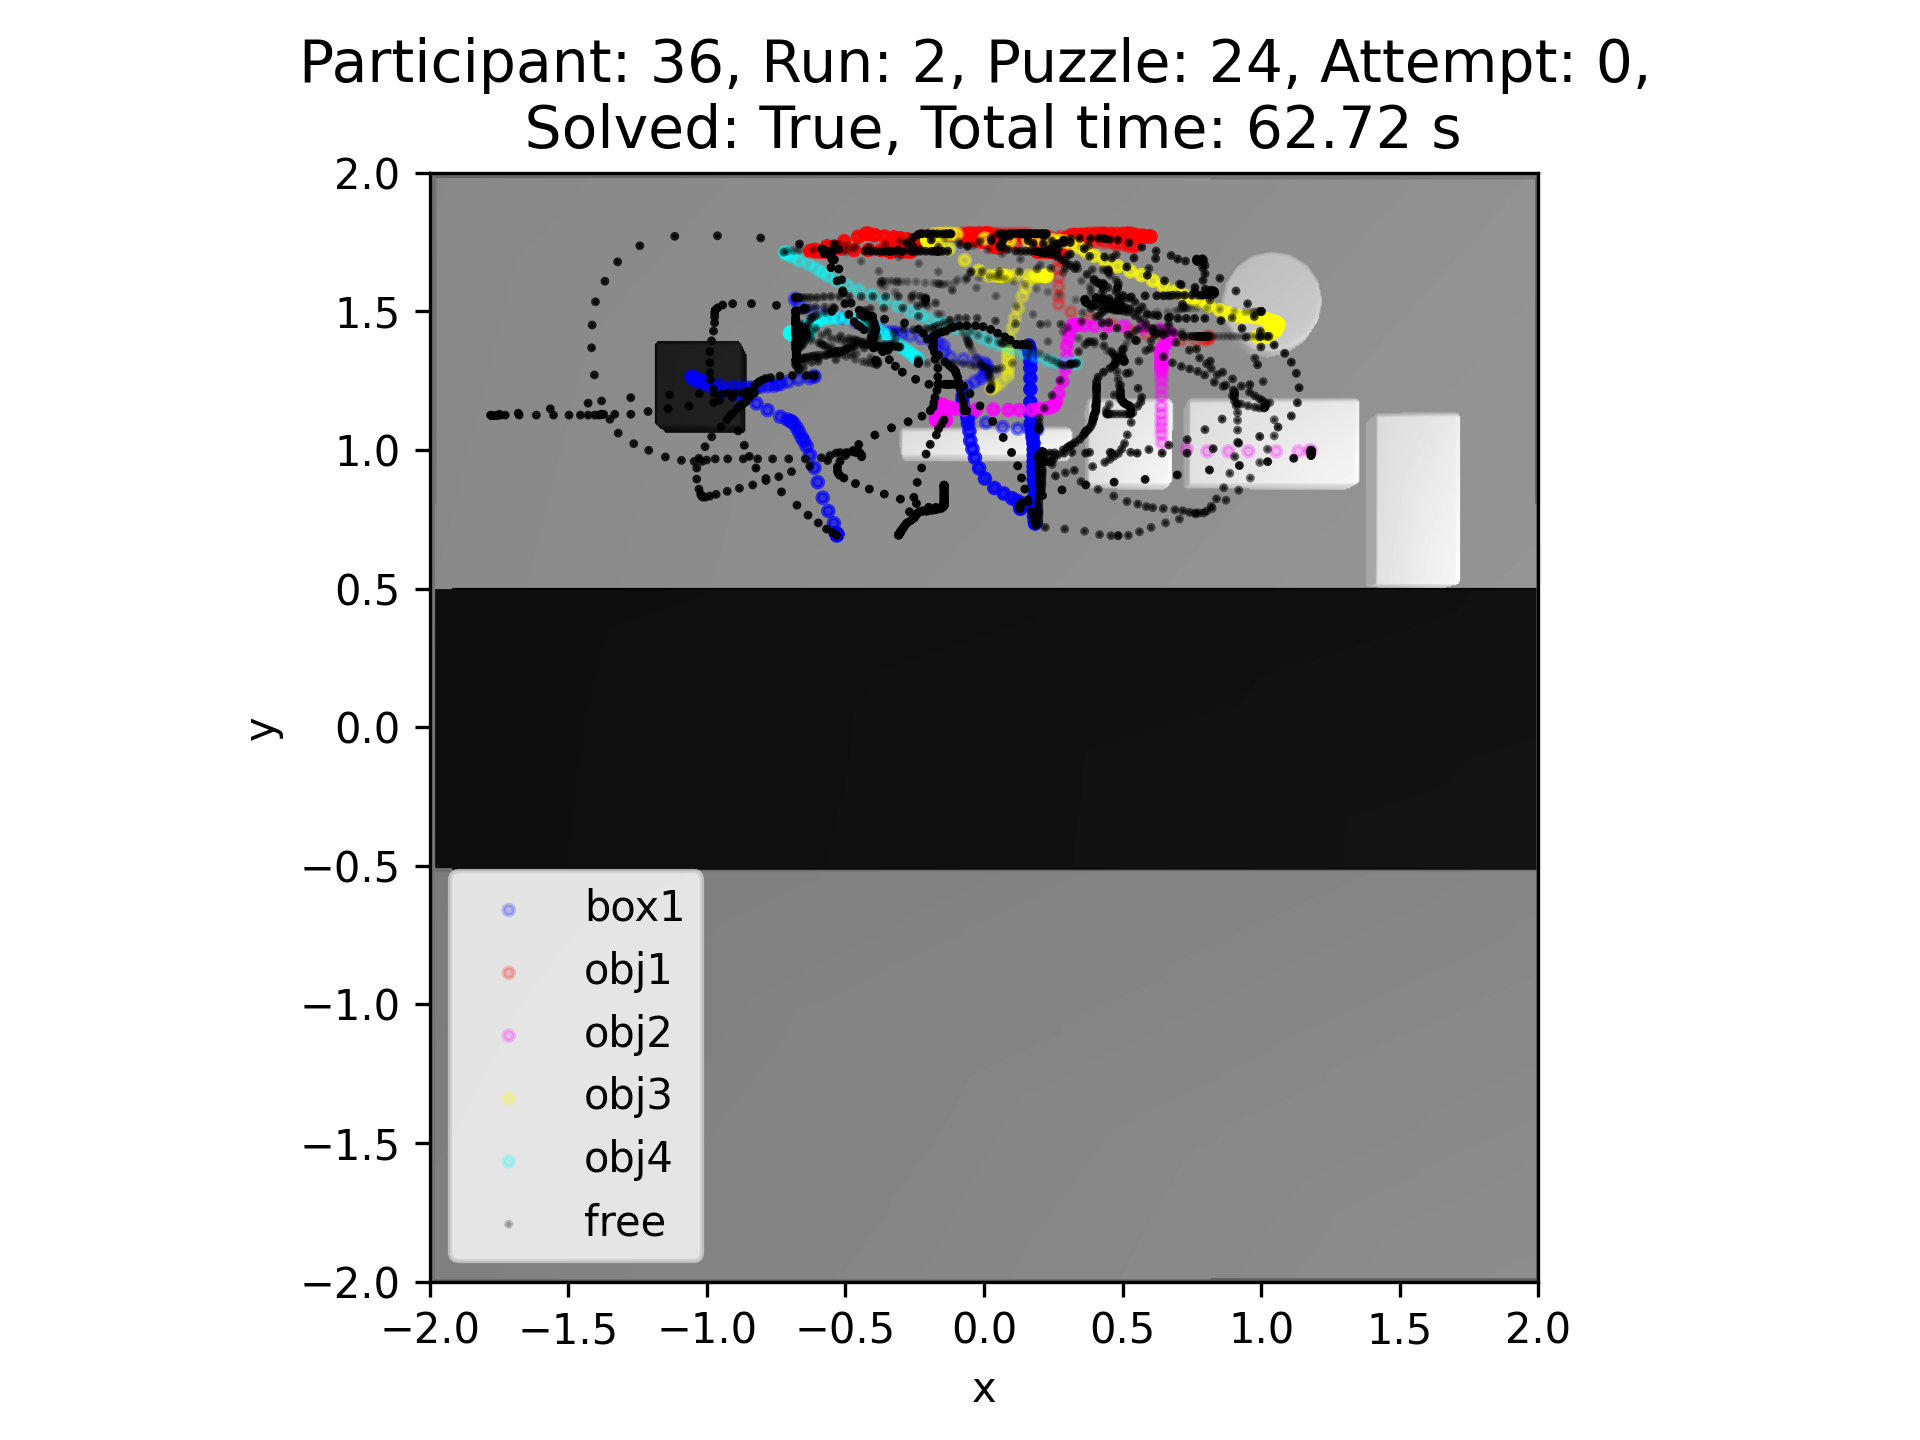 Participant: 36, Run: 2, Puzzle: 24, Attempt: 0,
Solved: True, Total time: 62.72 s
2.0
1.5
1.0
0.5
0.0
−0.5
−1.0
−1.5
−2.0
y
box1
obj1
obj2
obj3
obj4
free
−2.0 −1.5 −1.0 −0.5 0.0 0.5 1.0 1.5 2.0
x